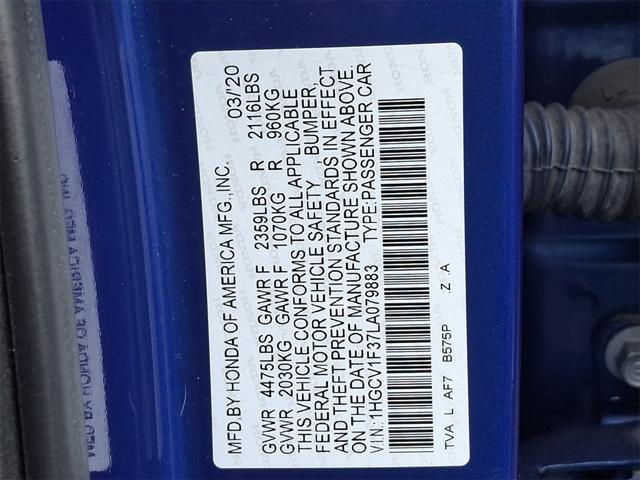 MFD.BY HONDA OF AMERICA MFG.,INC. 03/'20
GVWR 4475LBS GAWR F 2359LBS R 2116LBS
GVWR 2030KG GAWR F 1070KG R 960KG
THIS VEHICLE CONFORMS TO ALL APPLICABLE
FEDERAL MOTOR VEHICLE SAFETY, BUMPER,
AND THEFT PREVENTION STANDARDS IN EFFECT
ON THE DATE OF MANUFACTURE SHOWN ABOVE.
V.I.N.:1HGCV1F37LA079883 TYPE:PASSENGER CAR
TVA L AF7 B575P Z .A